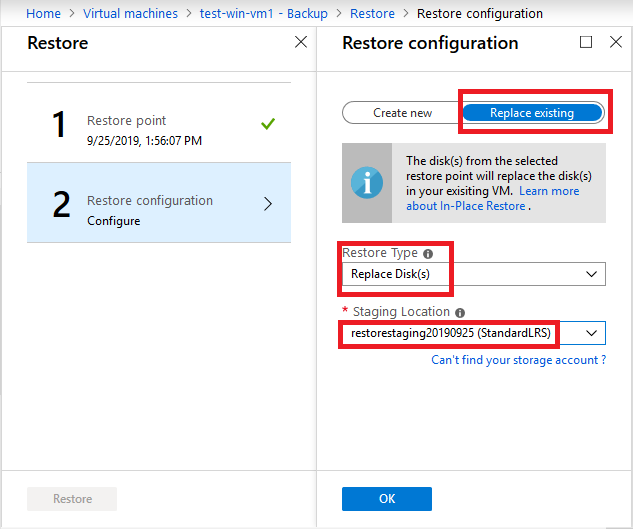 Home > Virtual machines > test-win-vm1 - Backup > Restore > Restore configuration
Restore
1
Restore point
9/25/2019, 1:56:07 PM
2
Restore configuration
Configure
Restore
Restore configuration
Create new
Replace existing
The disk(s) from the selected
restore point will replace the disk(s)
in your exisiting VM. Learn more
about In-Place Restore .
Restore Type
Replace Disk(s)
* Staging Location
restorestaging20190925 (StandardLRS)
Can't find your storage account ?
OK